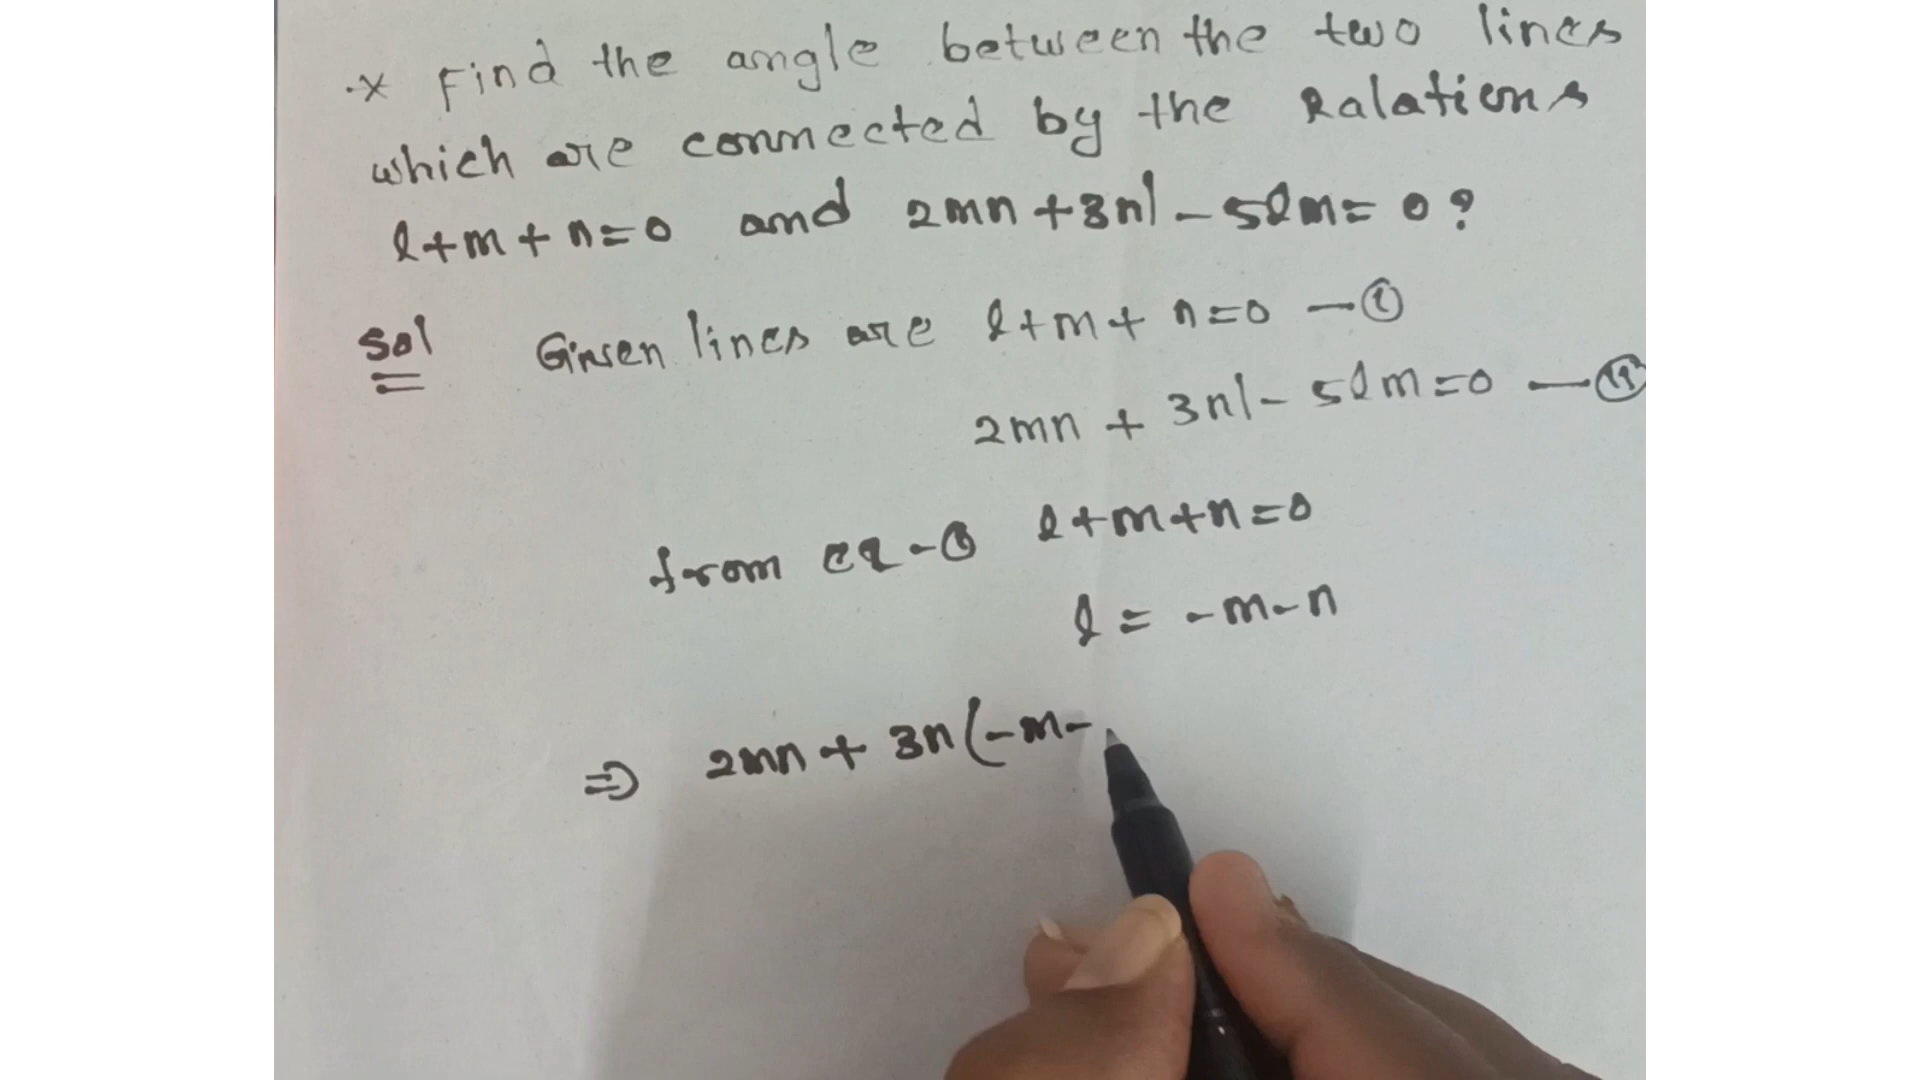 * Find the angle between the two lines
which are connected by the Ralations
l+m+n=0 and 2mn+3nl-5lm=0?
Sol Given lines are l+m+n=0 —①
2mn+3nl-5lm=0 —②
from eq-① l+m+n=0
l = -m-n
⇒ 2mn+3n(-m-